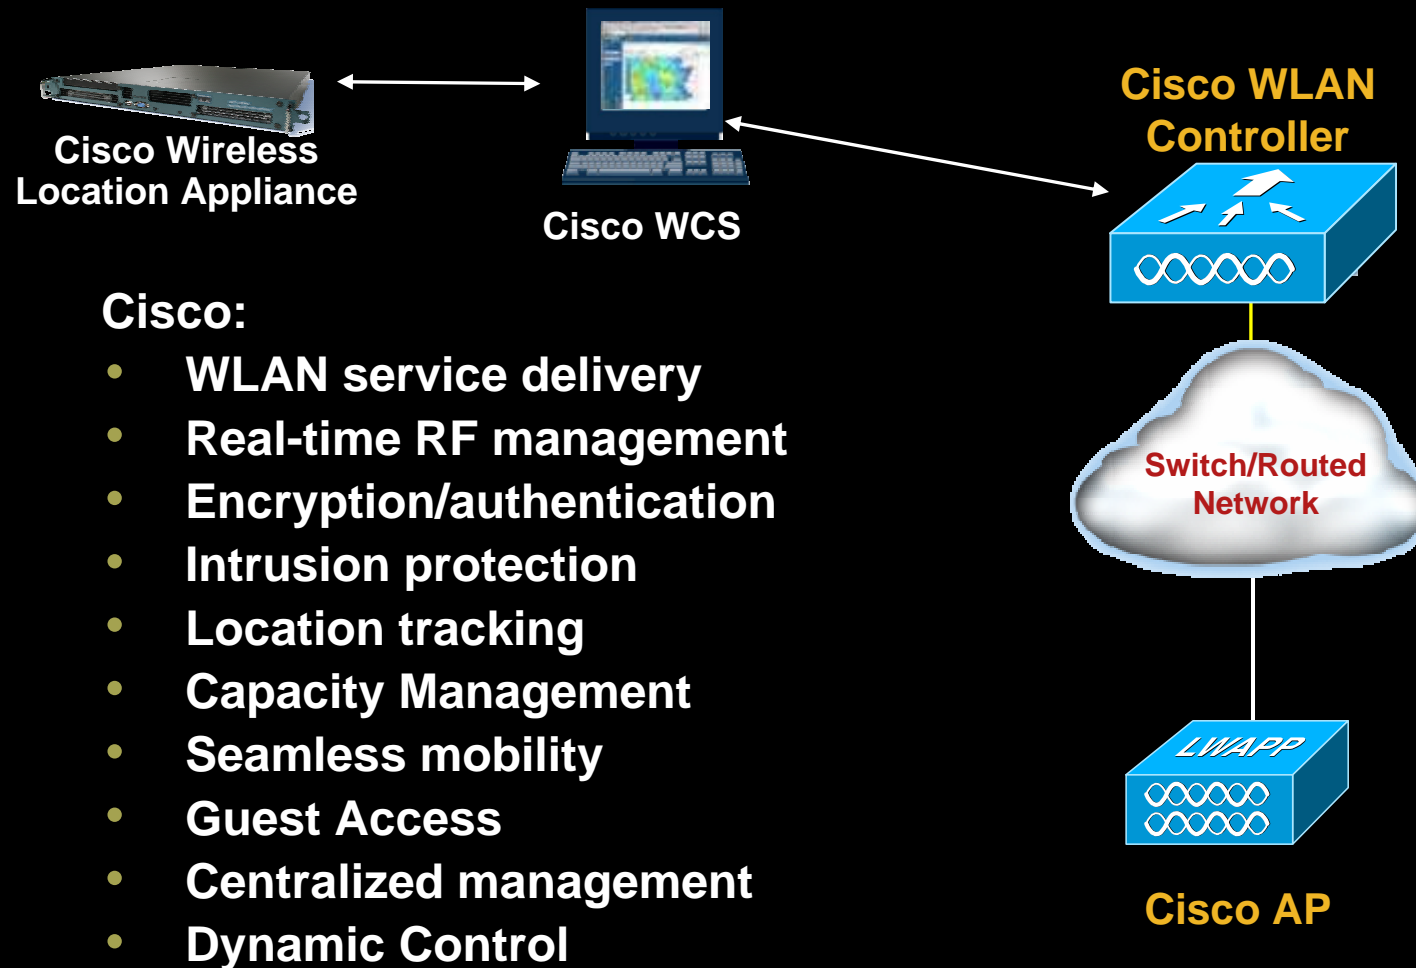 Cisco Wireless
Location Appliance
Cisco WCS
Cisco WLAN
Controller
Cisco:
• WLAN service delivery
• Real-time RF management
• Encryption/authentication
• Intrusion protection
• Location tracking
• Capacity Management
• Seamless mobility
• Guest Access
• Centralized management
• Dynamic Control
Switch/Routed
Network
LWAPP
Cisco AP